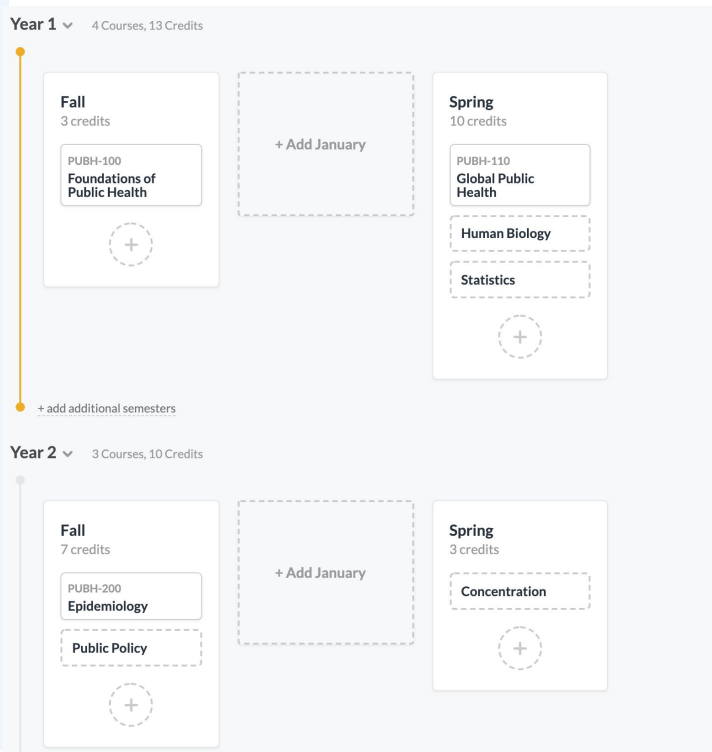 Year 1
4 Courses, 13 Credits
Fall
3 credits
PUBH-100
Foundations of
Public Health
+
+ Add January
Spring
10 credits
PUBH-110
Global Public
Health
Human Biology
Statistics
+
+ add additional semesters
Year 2
3 Courses, 10 Credits
Fall
7 credits
PUBH-200
Epidemiology
Public Policy
+
+ Add January
Spring
3 credits
Concentration
+